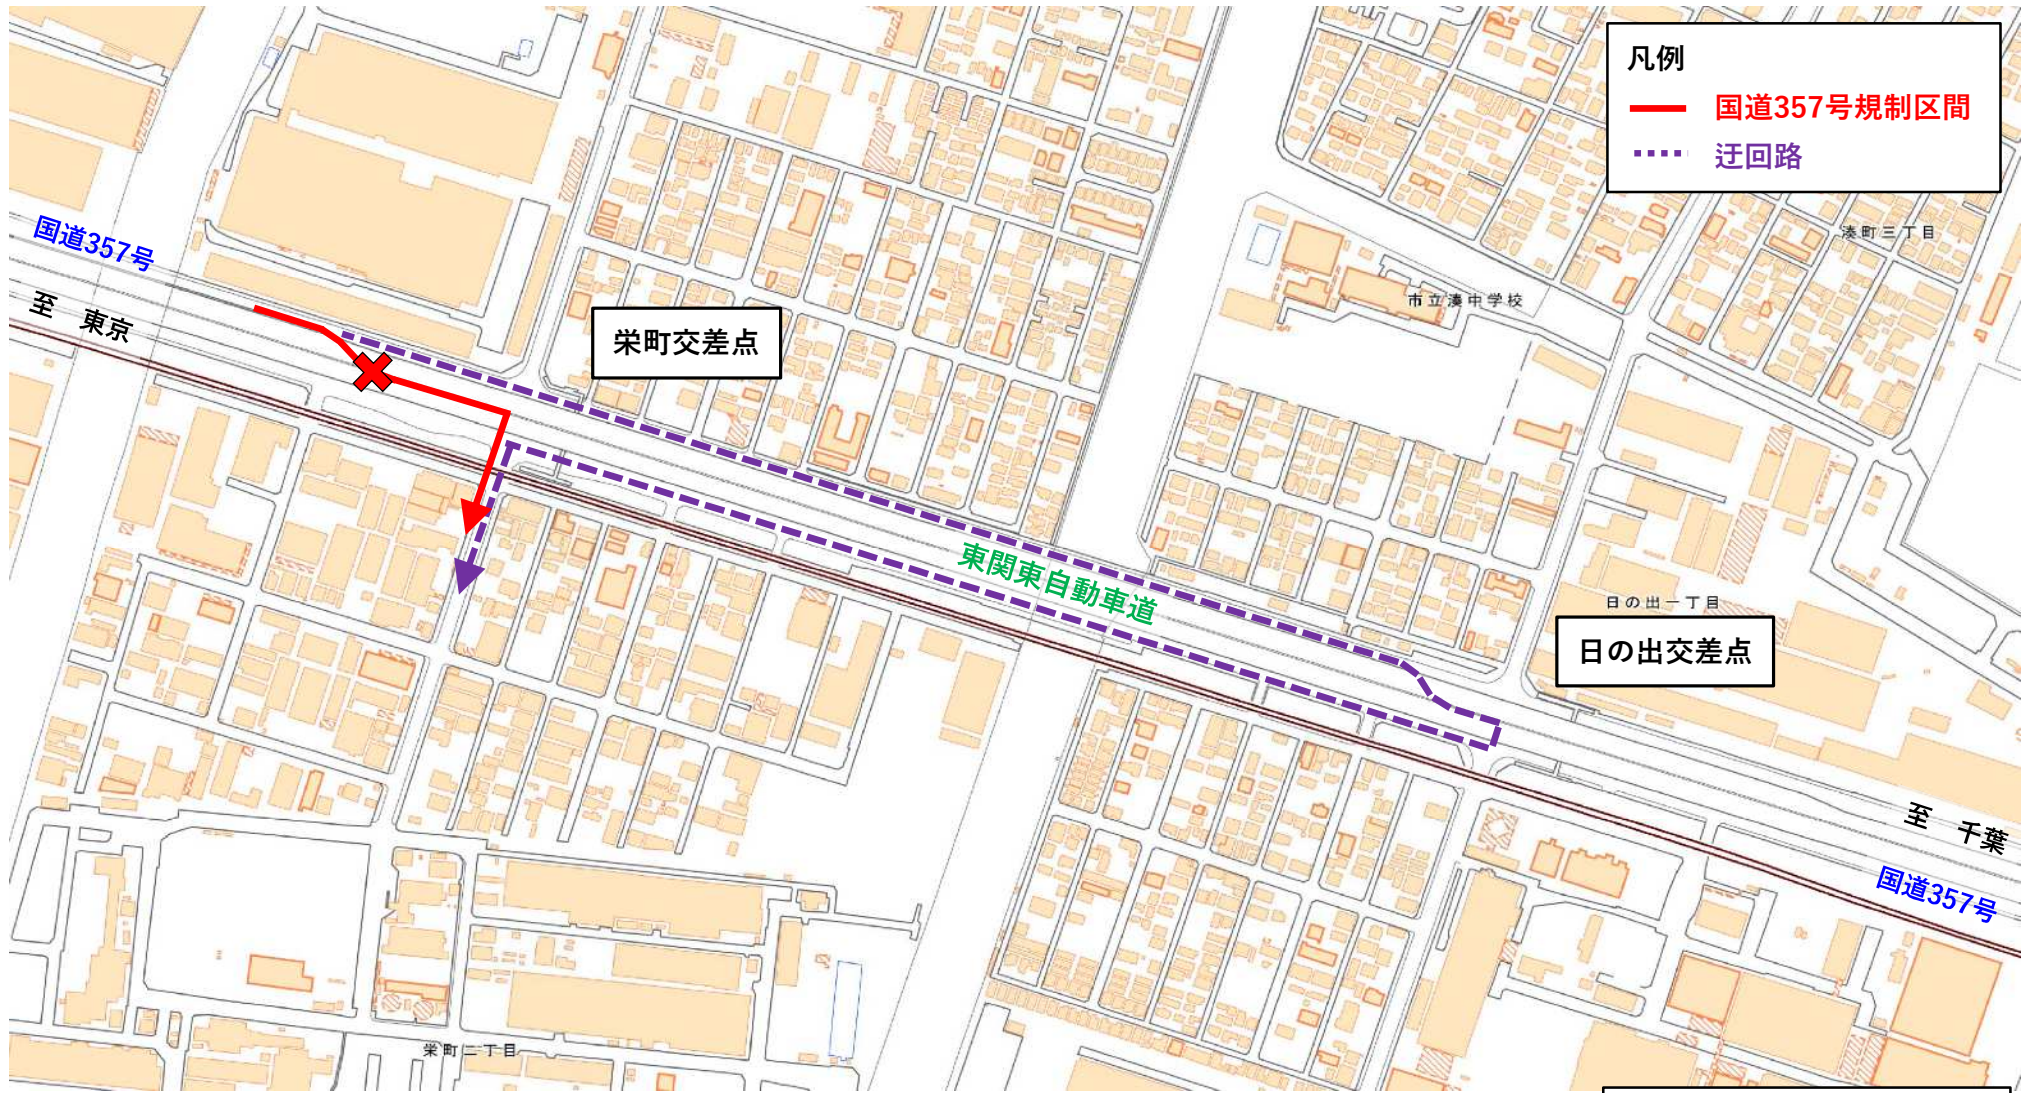 凡例
国道357号規制区間
迂回路
湊町三丁目
国道357号
至 東京
市立湊中学校
栄町交差点
東関東自動車道
日の出一丁目
日の出交差点
至 千葉
国道357号
栄町二丁目